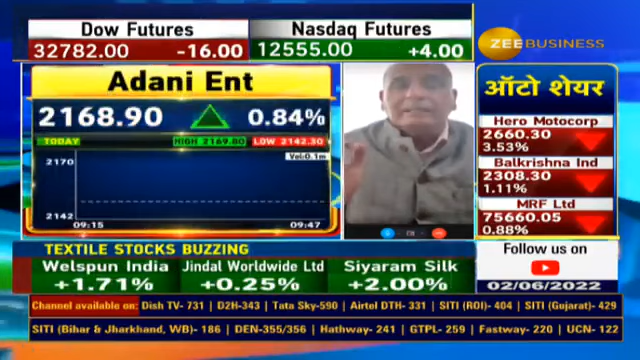 Dow Futures
32782.00 -16.00
Nasdaq Futures
12555.00 +4.00
ZEE BUSINESS
Adani Ent
2168.90 0.84%
TODAY HIGH 2169.80 LOW 2142.30
Vol:0.1m
2170
2142
09:15 09:47
ऑटो शेयर
Hero Motocorp
2660.30
3.53%
Balkrishna Ind
2308.30
1.11%
MRF Ltd
75660.05
0.88%
TEXTILE STOCKS BUZZING
Welspun India Jindal Worldwide Ltd Siyaram Silk
+1.71% +0.25% +2.00%
Follow us on
02/06/2022
Channel available on: Dish TV- 731 | D2H-343 | Tata Sky-590 | Airtel DTH- 331 | SITI (ROI)- 404 | SITI (Gujarat)- 429
SITI (Bihar & Jharkhand, WB)- 186 | DEN-355/356 | Hathway- 241 | GTPL- 259 | Fastway- 220 | UCN- 122